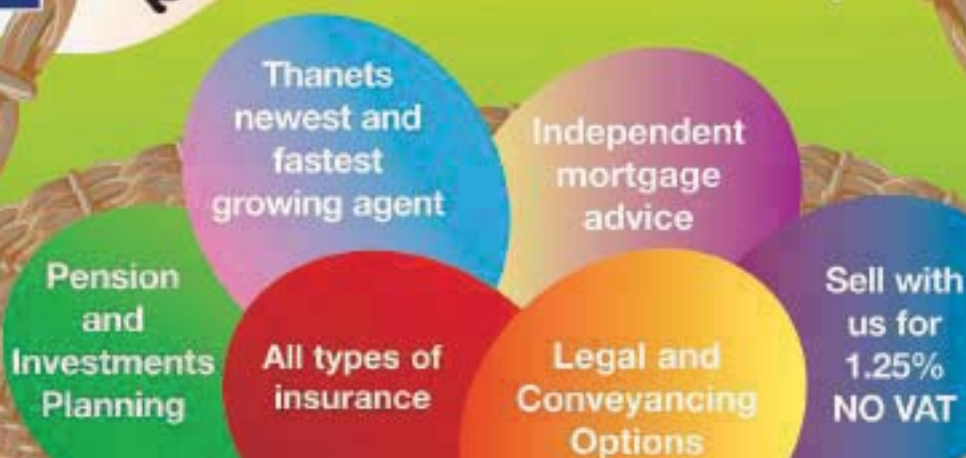 Thanets
newest and
fastest
growing agent
Independent
mortgage
advice
Pension
and
Investments
Planning
All types of
insurance
Legal and
Conveyancing
Options
Sell with
us for
1.25%
NO VAT